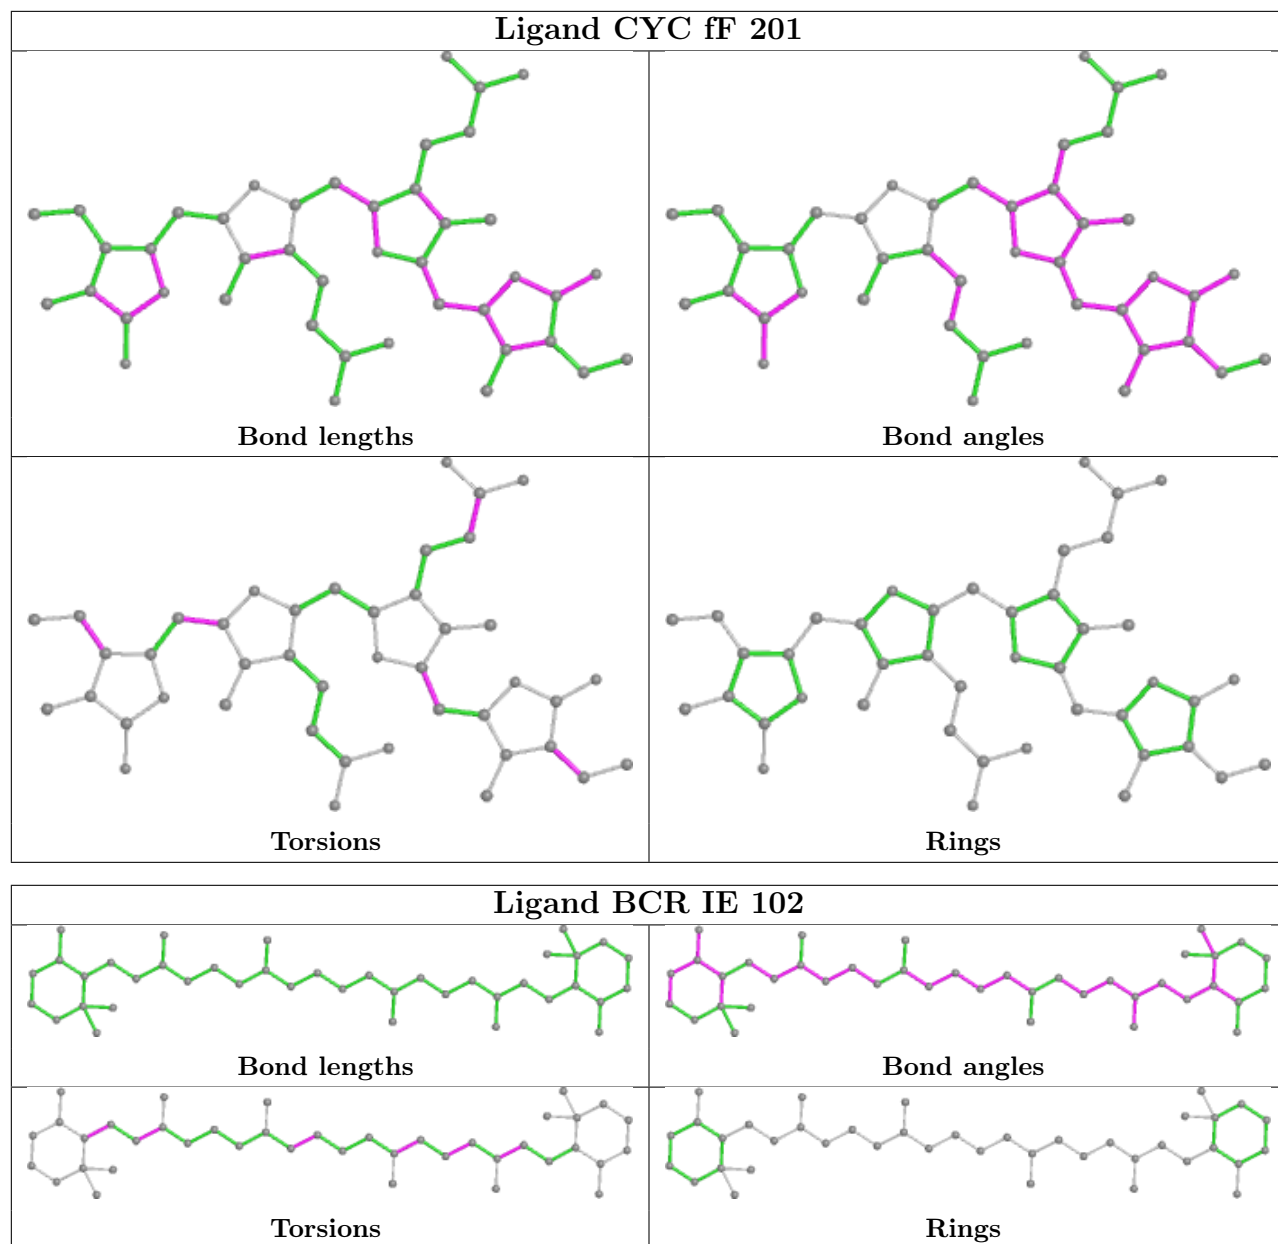 Ligand CYC fF 201
Bond lengths
Bond angles
Torsions
Rings
Ligand BCR IE 102
Bond lengths
Bond angles
Torsions
Rings